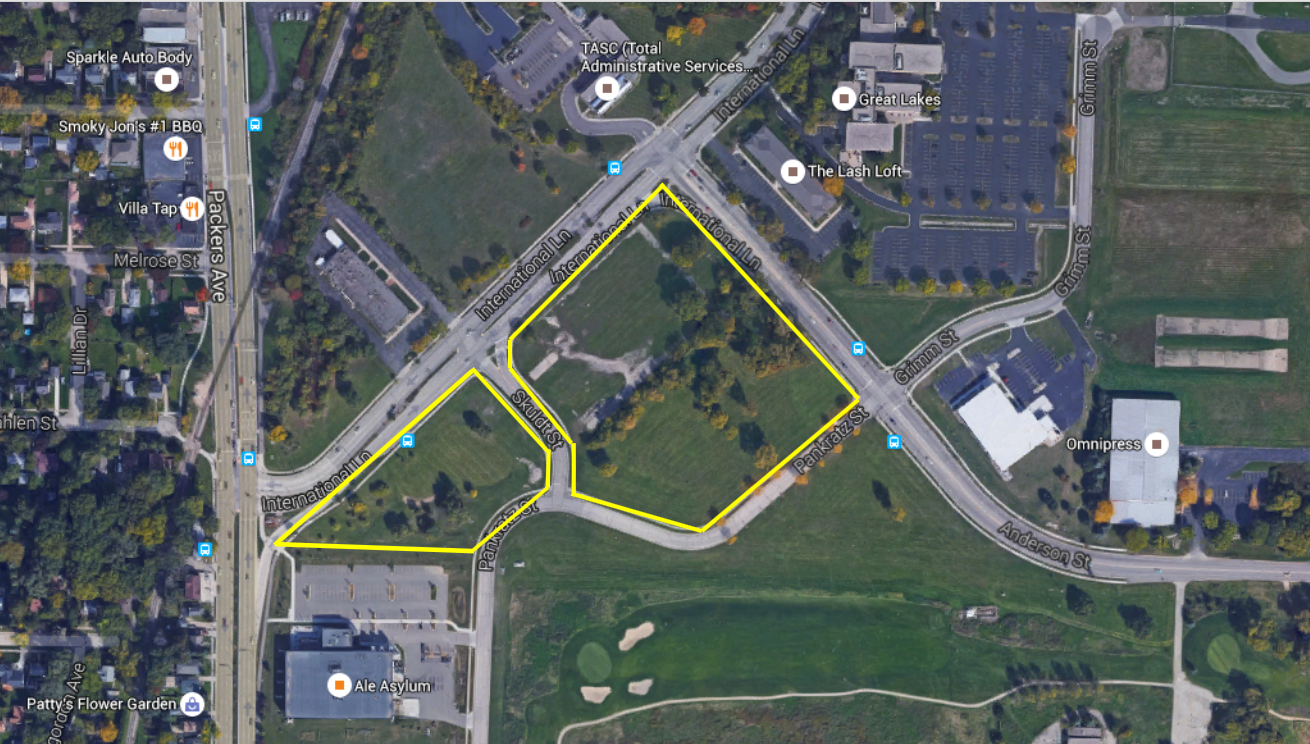 Sparkle Auto Body
TASC (Total
Administrative Services...
International Ln
Grimm St
Great Lakes
Smoky Jon's #1 BBQ
The Lash Loft
Villa Tap
Packers Ave
International Ln
International Ln
International Ln
Melrose St
Grimm St
Lillian Dr
Grimm St
Skuldt St
ahlen St
Pankratz St
Omnipress
International Ln
Pankratz St
Anderson St
Ale Asylum
Patty's Flower Garden
gordon Ave